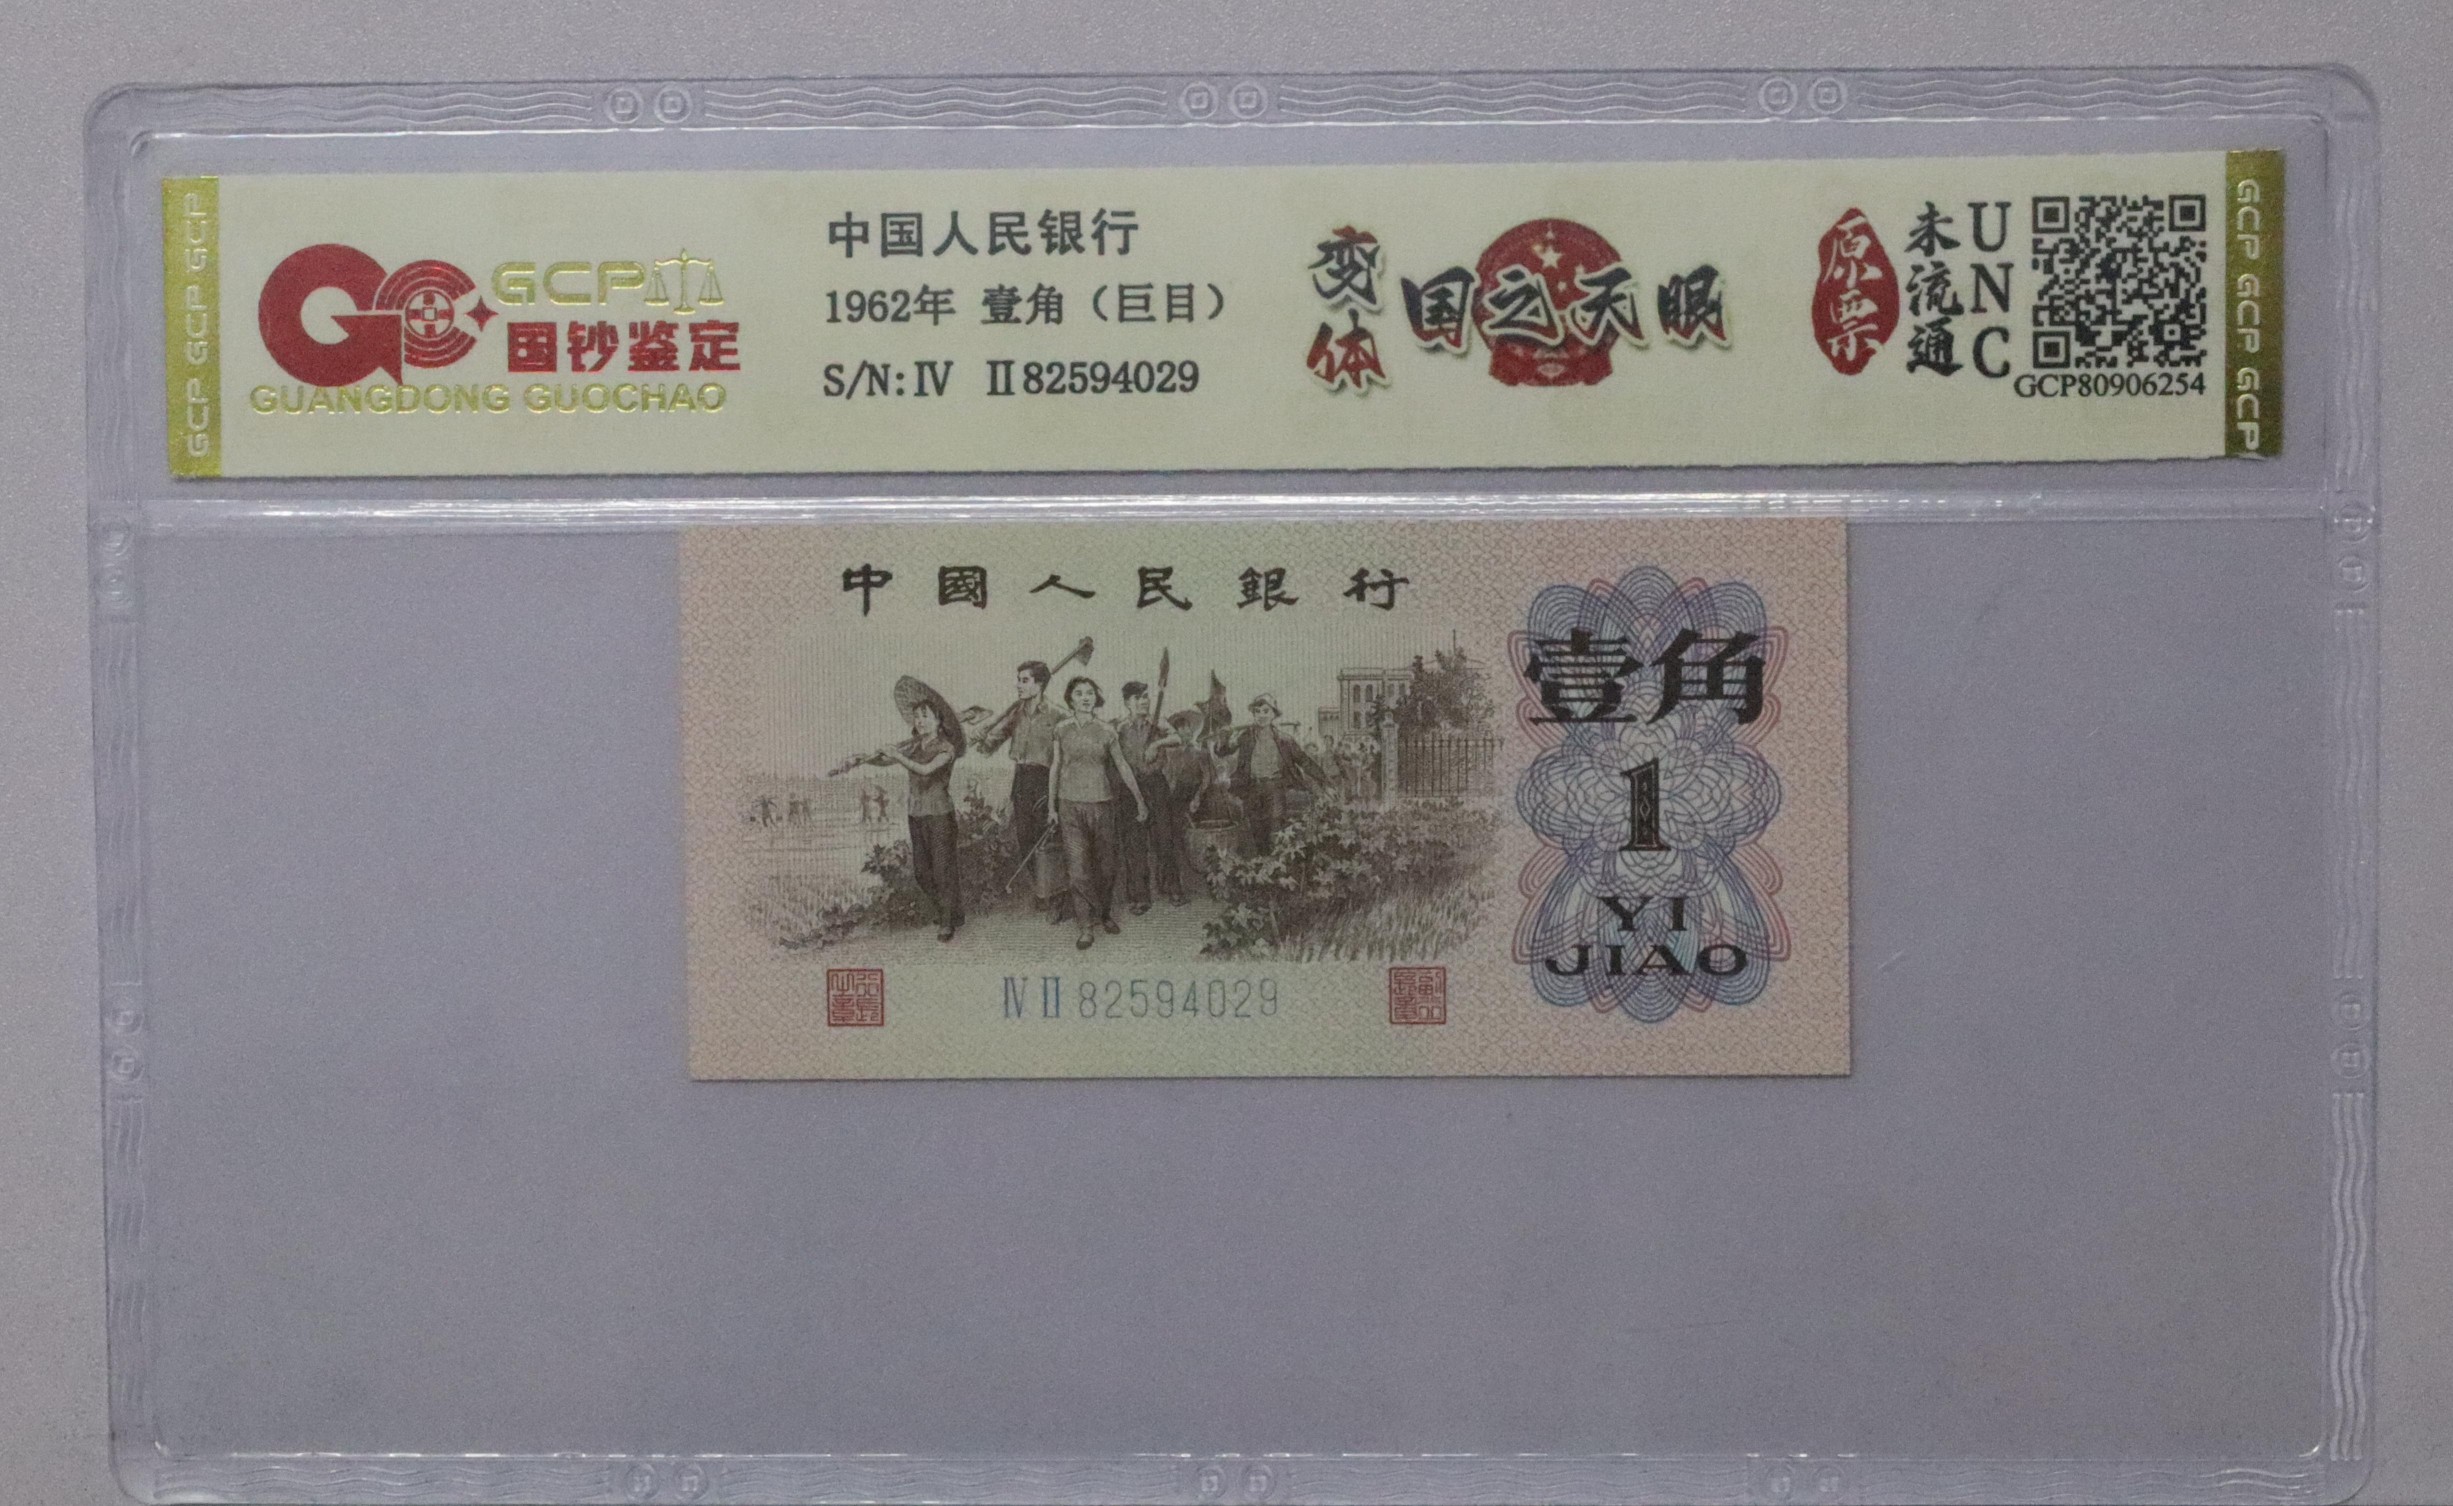 GCP GCP GCP GCP
GCP
国钞鉴定
GUANGDONG GUOCHAO
中国人民银行
1962年 壹角（巨目）
S/N: IV II 82594029
变体
国之天眼
原票
未流通
UNC
GCP80906254
GCP GCP GCP GCP
中國人民銀行
壹角
1
YI
JIAO
IV II 82594029